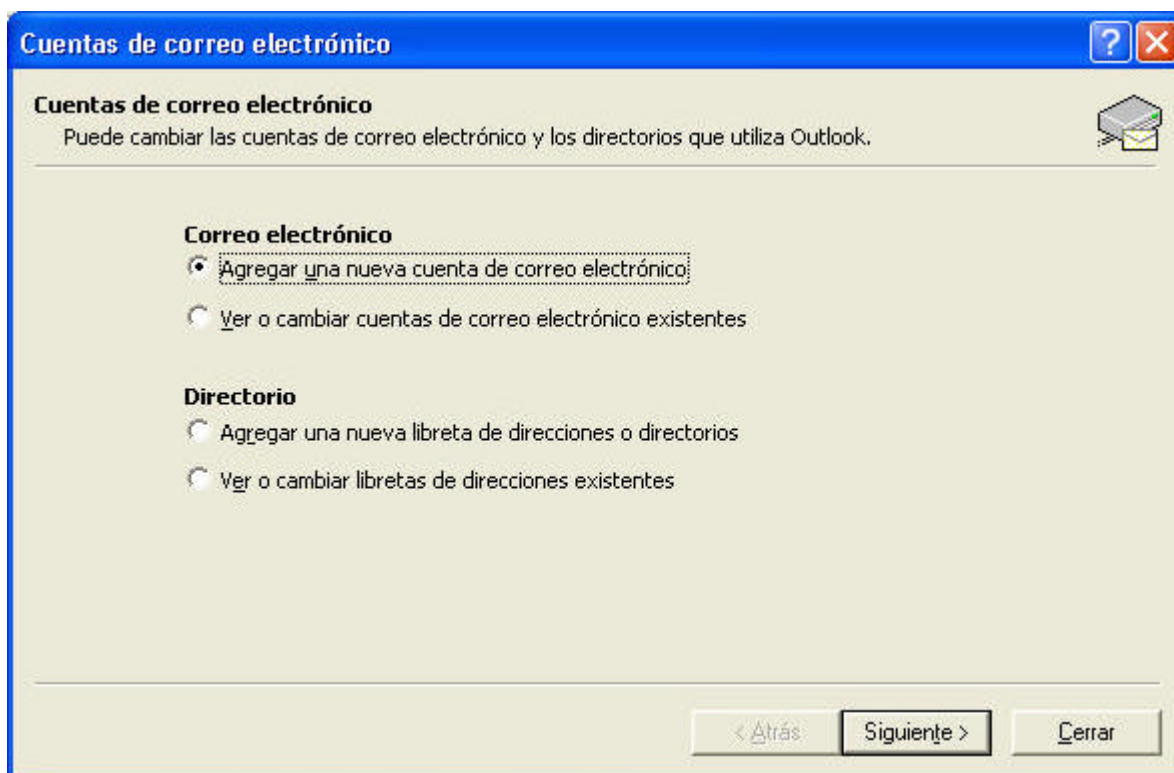 Cuentas de correo electrónico
?
Cuentas de correo electrónico
Puede cambiar las cuentas de correo electrónico y los directorios que utiliza Outlook.
Correo electrónico
Agregar una nueva cuenta de correo electrónico
Ver o cambiar cuentas de correo electrónico existentes
Directorio
Agregar una nueva libreta de direcciones o directorios
Ver o cambiar libretas de direcciones existentes
< Atrás Siguiente > Cerrar